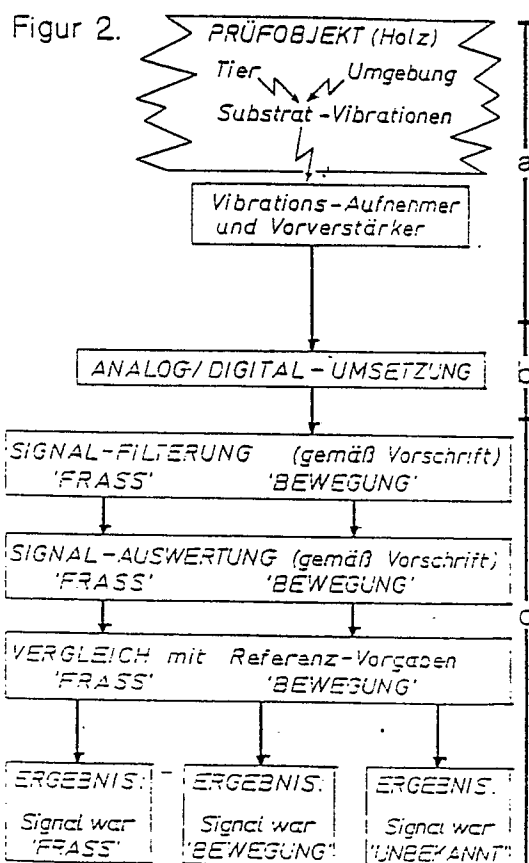 Figur 2.
PRÜFOBJEKT (Holz)
Tier Umgebung
Substrat-Vibrationen
a
Vibrations-Aufnehmer
und Vorverstärker
ANALOG/DIGITAL-UMSETZUNG
b
SIGNAL-FILTERUNG (gemäß Vorschrift)
'FRASS' 'BEWEGUNG'
SIGNAL-AUSWERTUNG (gemäß Vorschrift)
'FRASS' 'BEWEGUNG'
c
VERGLEICH mit Referenz-Vorgaben
'FRASS' 'BEWEGUNG'
ERGEBNIS: ERGEBNIS: ERGEBNIS:
Signal war Signal war Signal war
'FRASS' 'BEWEGUNG' 'UNBEKANNT'